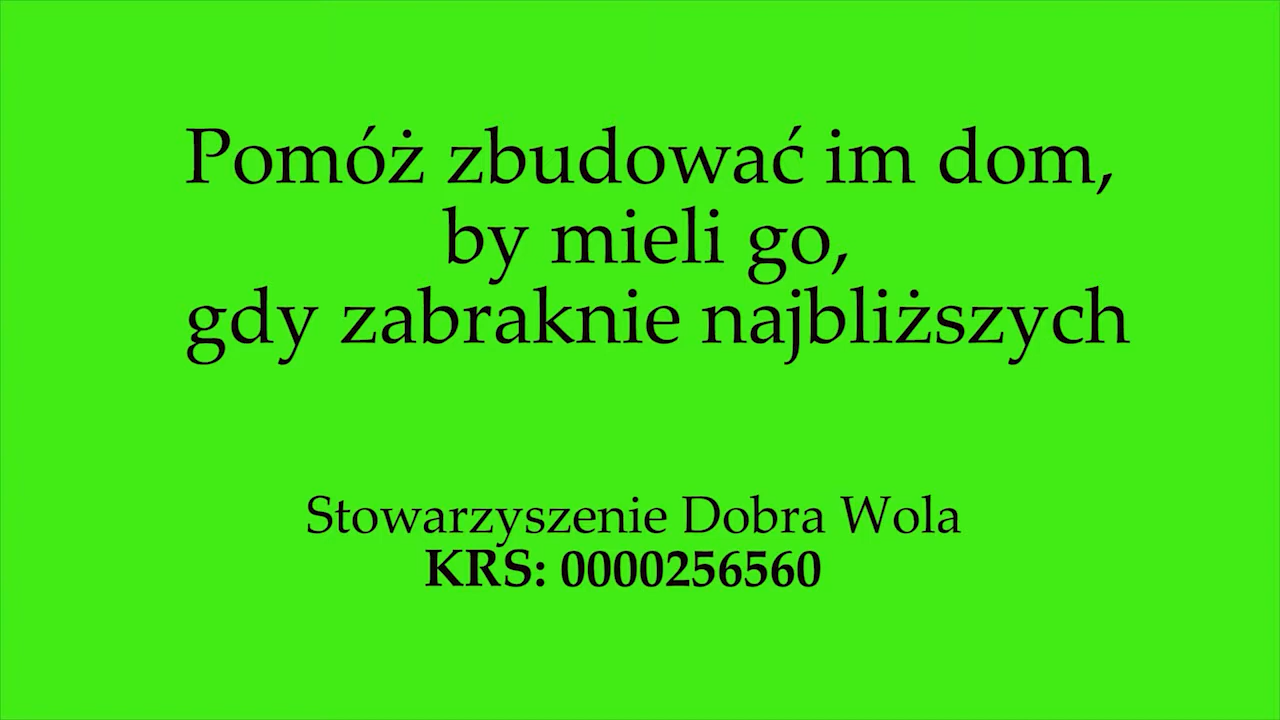 Pomóż zbudować im dom,
by mieli go,
gdy zabraknie najbliższych
Stowarzyszenie Dobra Wola
KRS: 0000256560